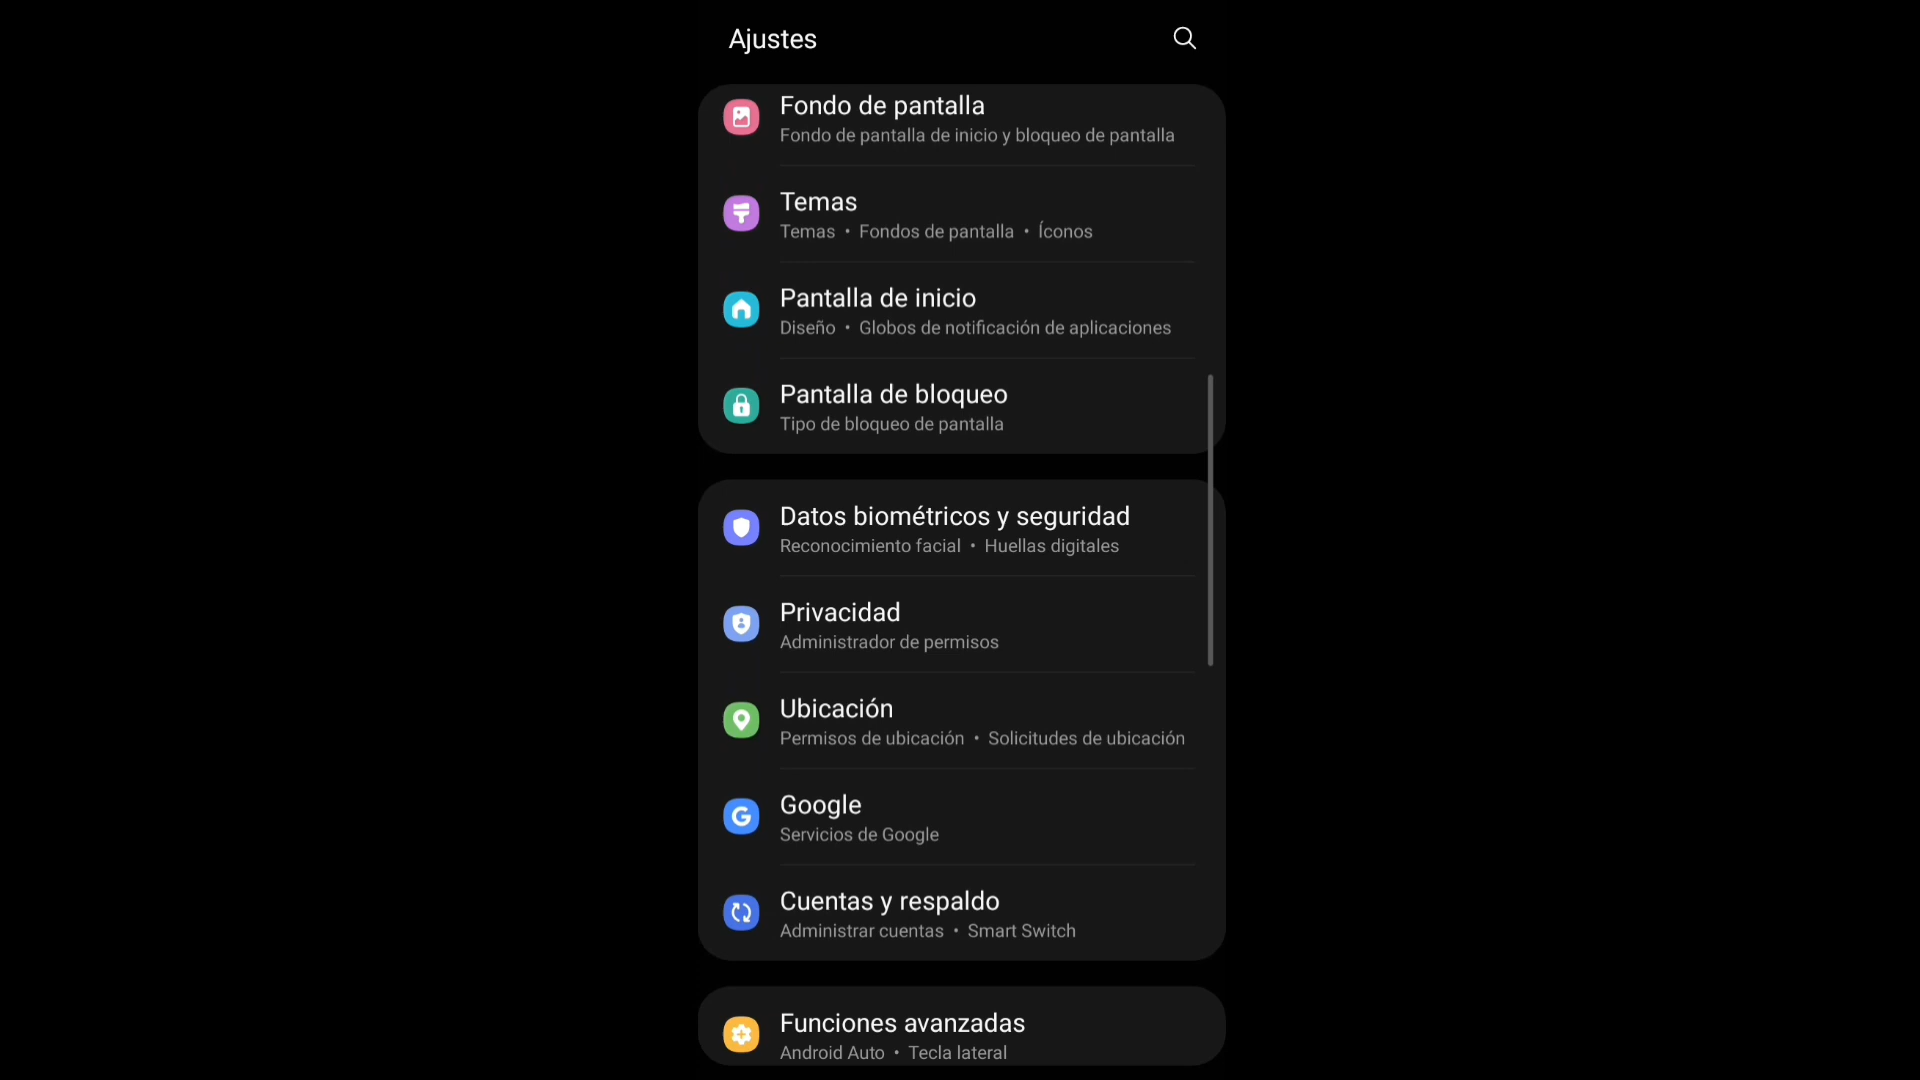 Ajustes
Fondo de pantalla
Fondo de pantalla de inicio y bloqueo de pantalla
Temas
Temas • Fondos de pantalla • Íconos
Pantalla de inicio
Diseño • Globos de notificación de aplicaciones
Pantalla de bloqueo
Tipo de bloqueo de pantalla
Datos biométricos y seguridad
Reconocimiento facial • Huellas digitales
Privacidad
Administrador de permisos
Ubicación
Permisos de ubicación • Solicitudes de ubicación
Google
Servicios de Google
Cuentas y respaldo
Administrar cuentas • Smart Switch
Funciones avanzadas
Android Auto • Tecla lateral